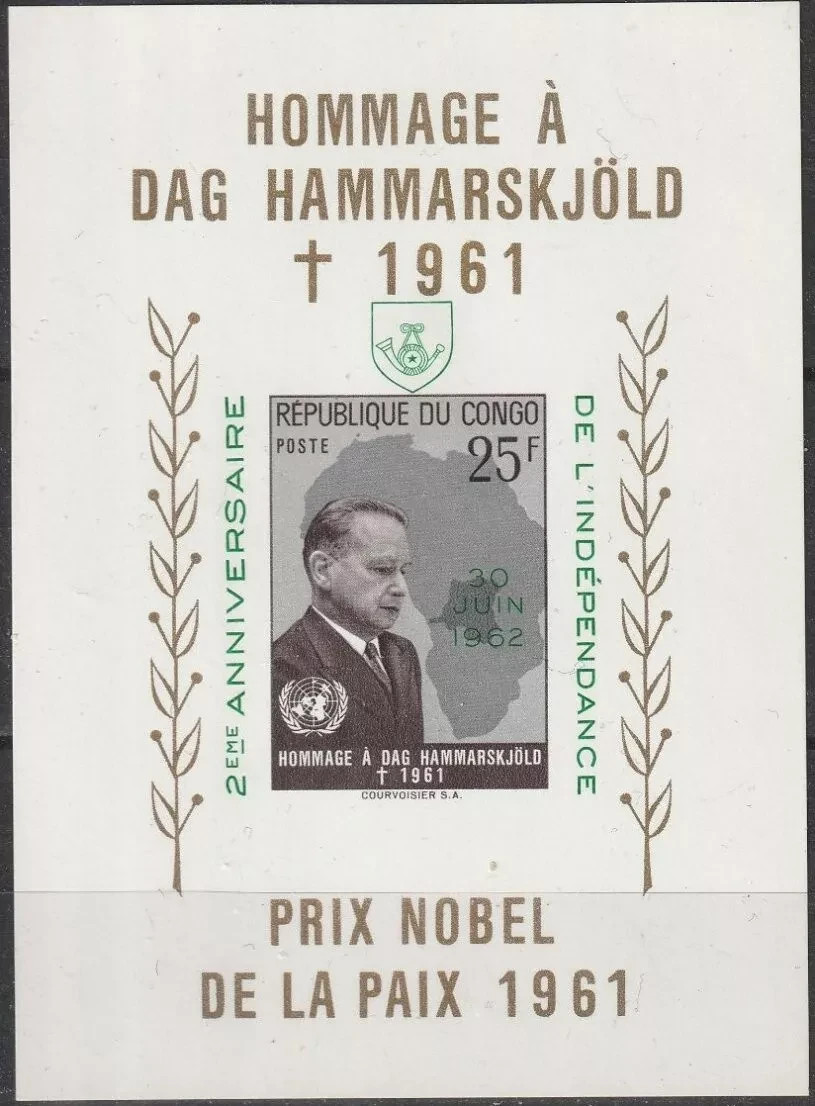 HOMMAGE À
DAG HAMMARSKJÖLD
† 1961
2EME ANNIVERSAIRE
DE L'INDÉPENDANCE
RÉPUBLIQUE DU CONGO
POSTE
25F
30
JUIN
1962
HOMMAGE À DAG HAMMARSKJÖLD
† 1961
COURVOISIER S.A.
PRIX NOBEL
DE LA PAIX 1961